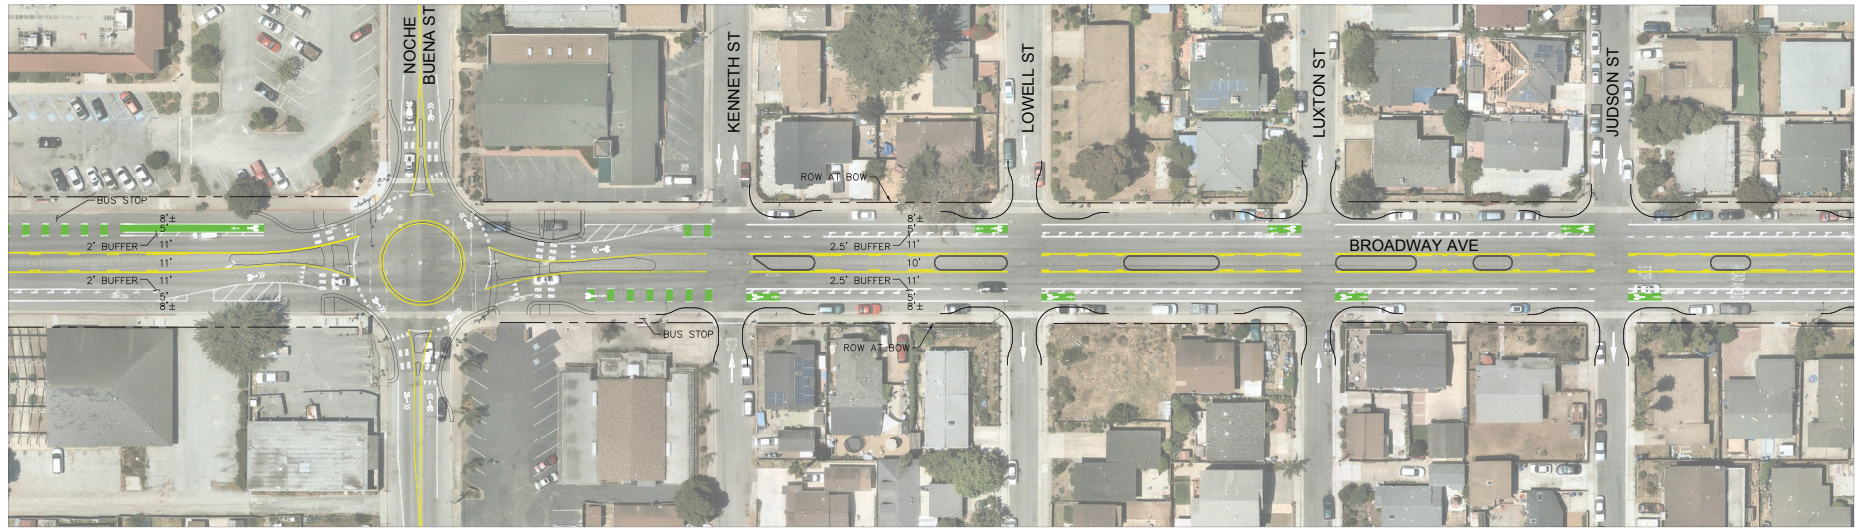 NOCHE
BUENA ST
KENNETH ST
LOWELL ST
LUXTON ST
JUDSON ST
BUS STOP
ROW AT BOW
8'±
5'
2' BUFFER
11'
11'
11'
2' BUFFER
5'
8'±
8'±
5'
2.5' BUFFER
11'
10'
11'
2.5' BUFFER
5'
8'±
BROADWAY AVE
BUS STOP
ROW AT BOW
STOP